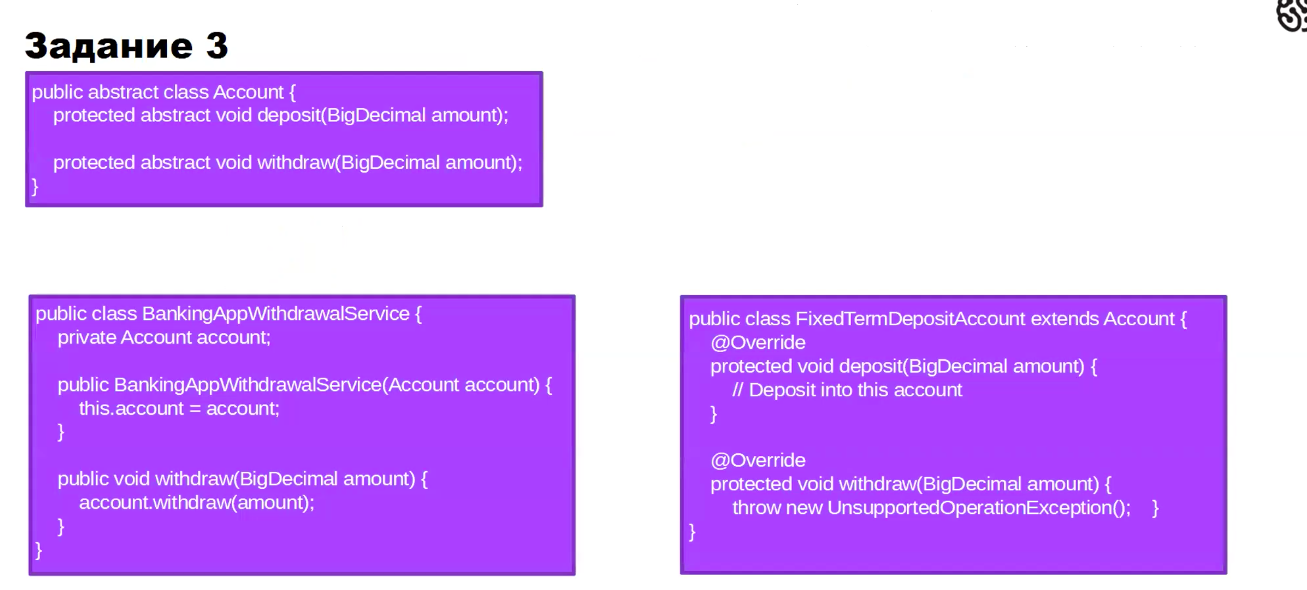 Задание 3
public abstract class Account {
protected abstract void deposit(BigDecimal amount);
protected abstract void withdraw(BigDecimal amount);
}
public class BankingAppWithdrawalService {
private Account account;
public BankingAppWithdrawalService(Account account) {
this.account = account;
}
public void withdraw(BigDecimal amount) {
account.withdraw(amount);
}
}
public class FixedTermDepositAccount extends Account {
@Override
protected void deposit(BigDecimal amount) {
// Deposit into this account
}
@Override
protected void withdraw(BigDecimal amount) {
throw new UnsupportedOperationException(); }
}